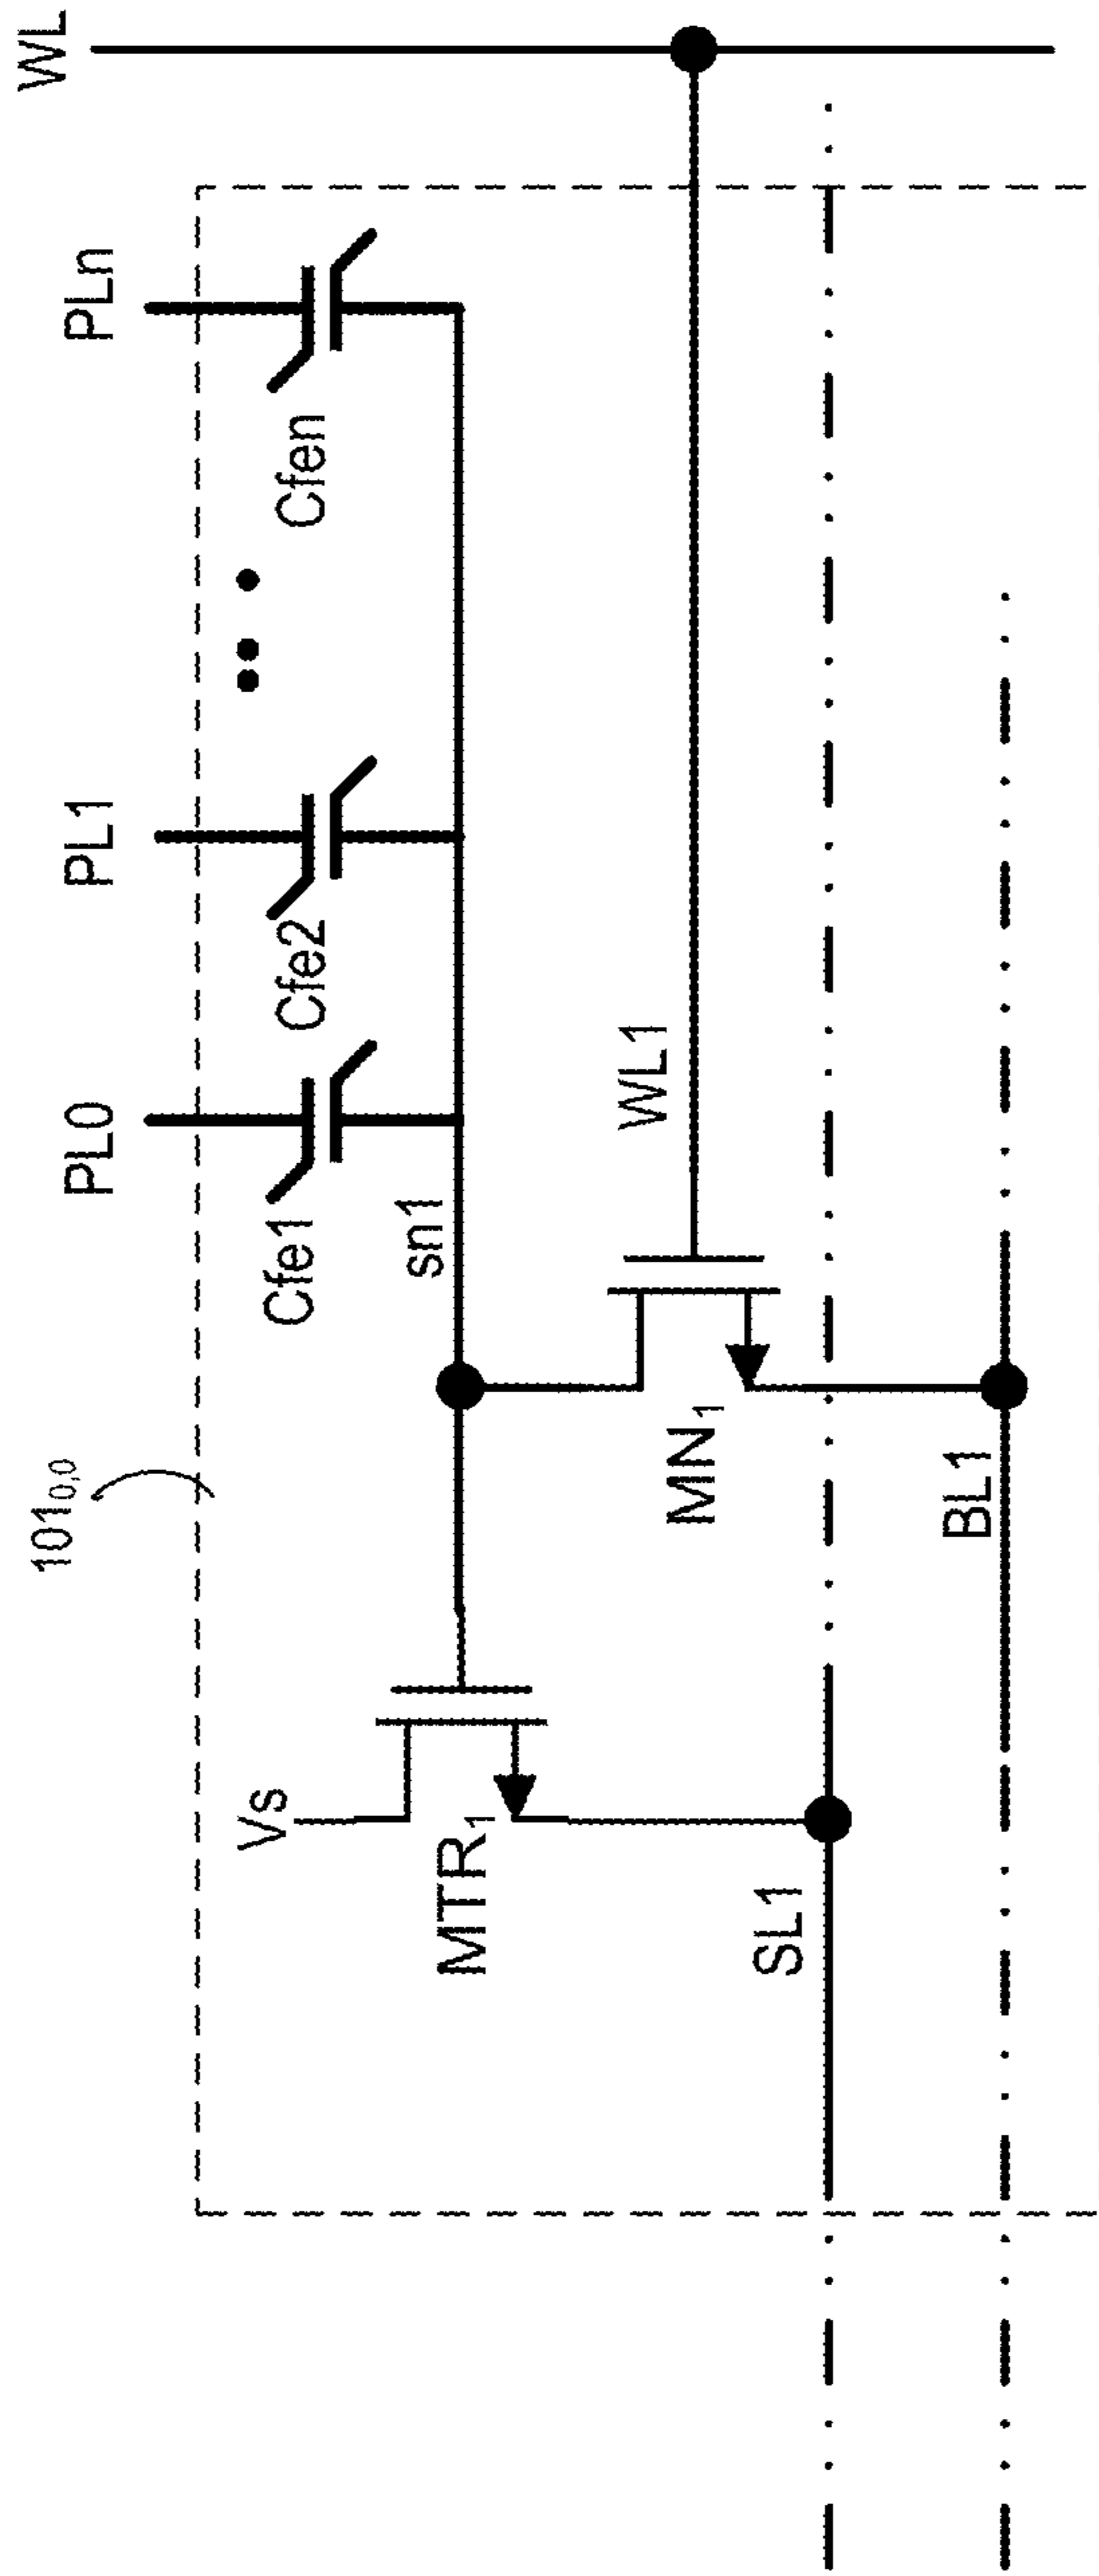 101₀,₀
PL0
PL1
PLn
WL
Vs
Cfe1
Cfe2
Cfen
sn1
MTR₁
WL1
MN₁
SL1
BL1